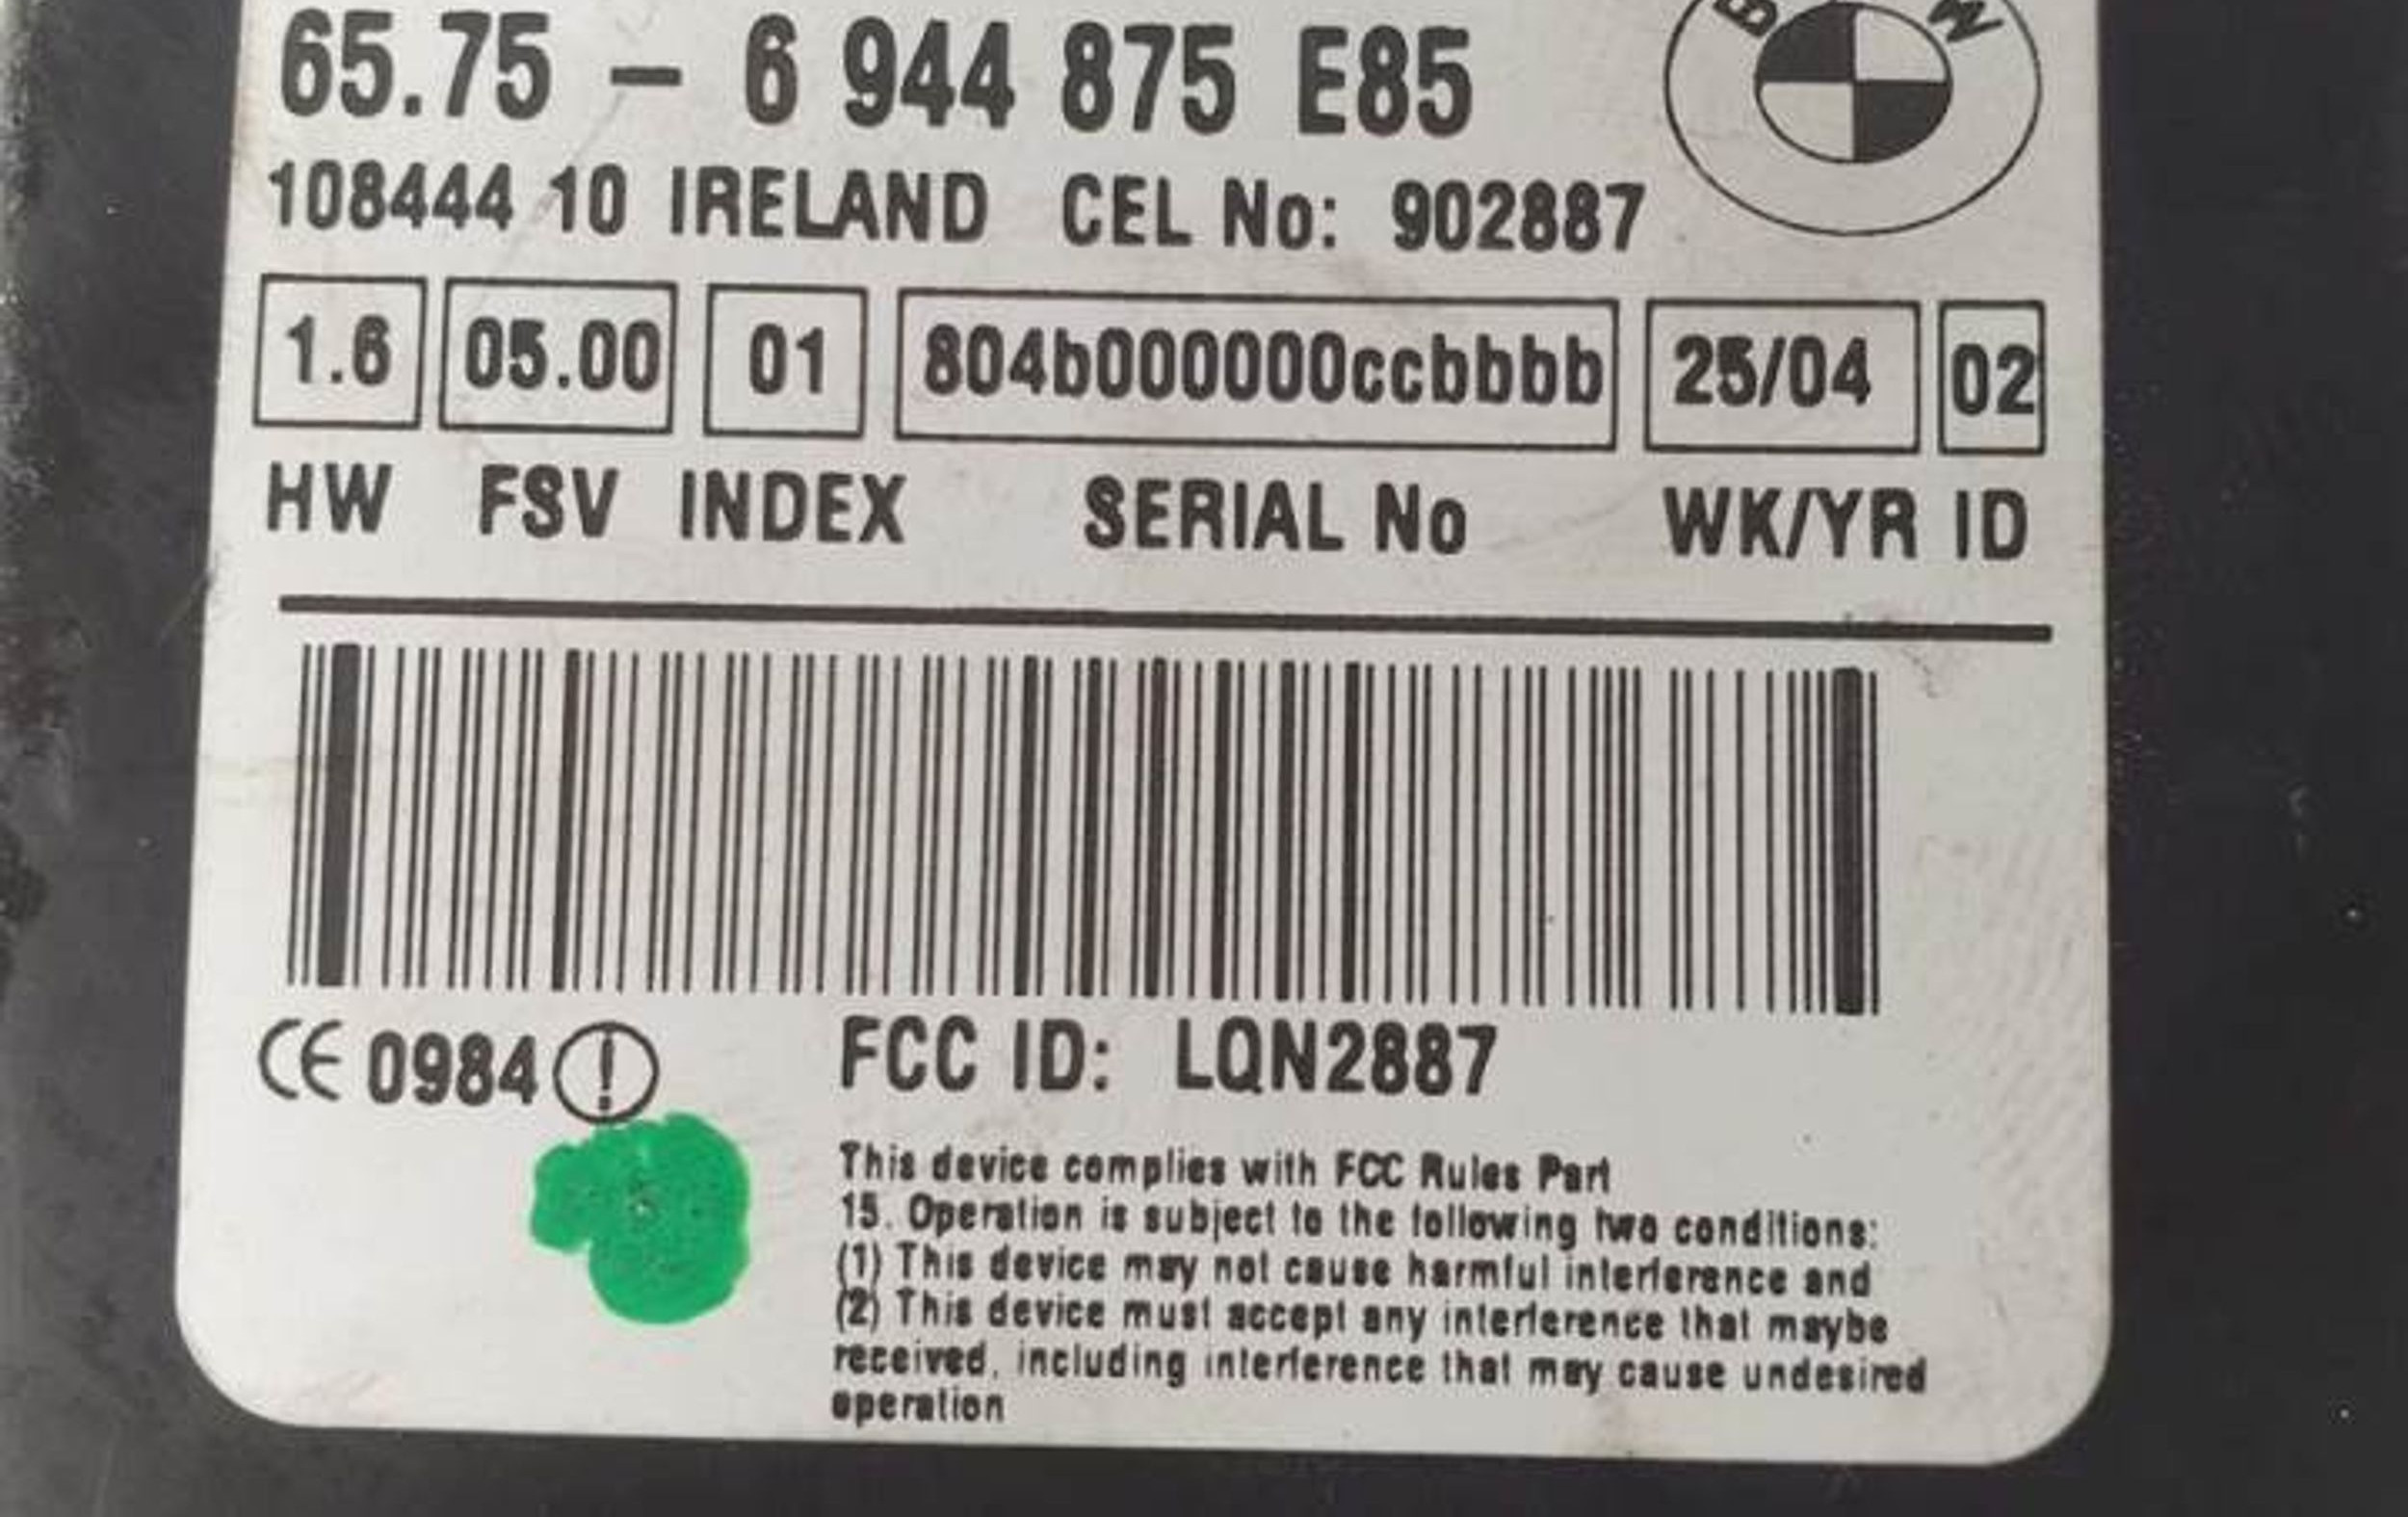 65.75 – 6 944 875 E85
B W
108444 10 IRELAND CEL No: 902887
1.6 05.00 01 804b000000ccbbbb 25/04 02
HW FSV INDEX SERIAL No WK/YR ID
CE 0984 FCC ID: LQN2887
This device complies with FCC Rules Part
15. Operation is subject to the following two conditions:
(1) This device may not cause harmful interference and
(2) This device must accept any interference that maybe
received, including interference that may cause undesired
operation